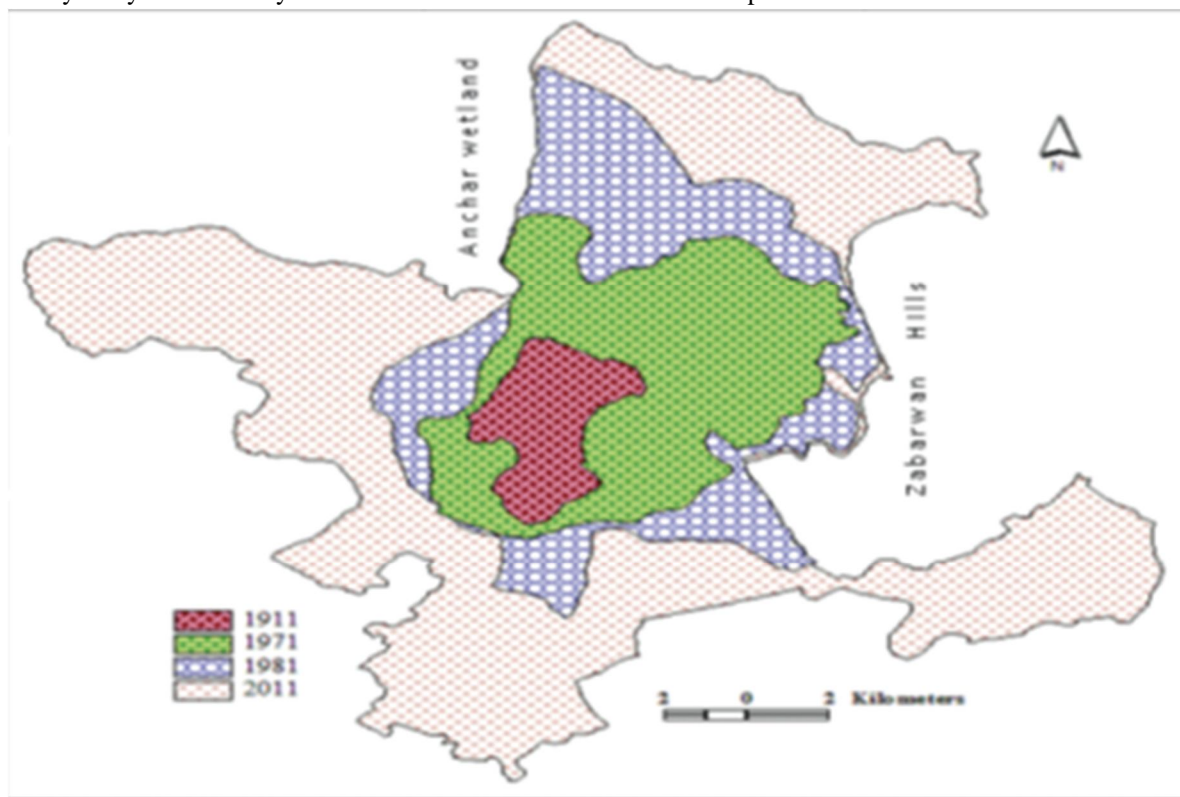 Anchar wetland
N
Zabarwan Hills
1911
1971
1981
2011
2 0 2 Kilometers